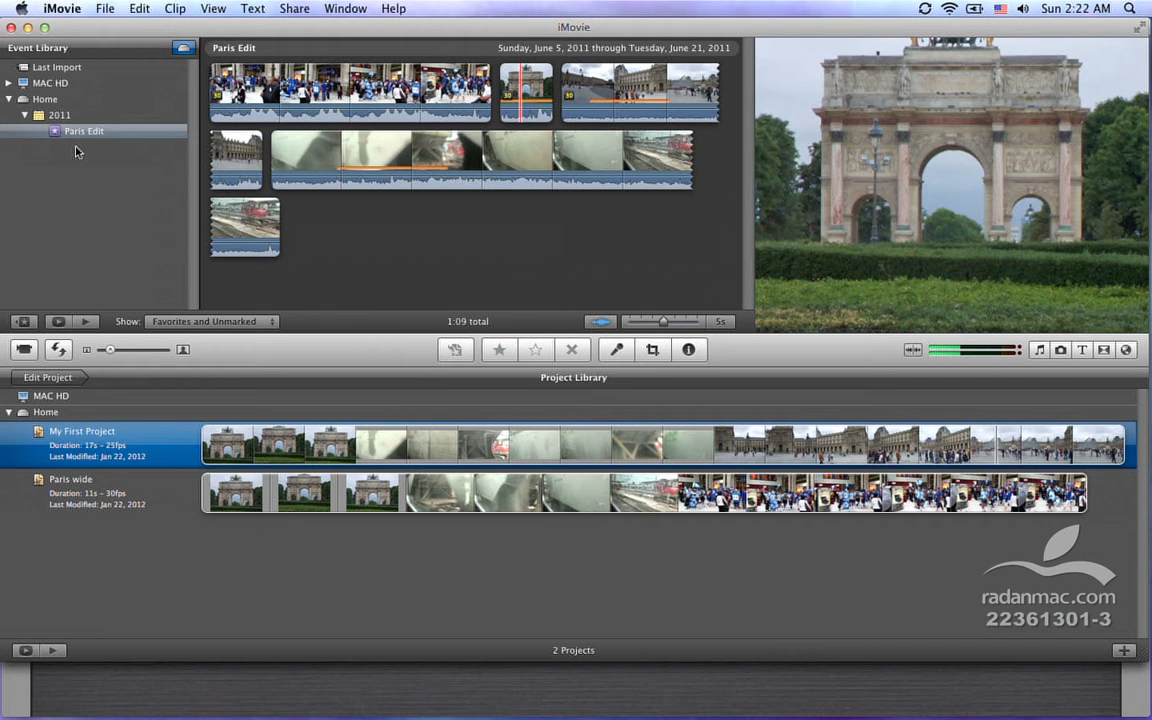 iMovie File Edit Clip View Text Share Window Help Sun 2:22 AM
iMovie
Event Library
Paris Edit Sunday, June 5, 2011 through Tuesday, June 21, 2011
Last Import
MAC HD
Home
2011
Paris Edit
Show: Favorites and Unmarked 1:09 total 5s
Edit Project Project Library
MAC HD
Home
My First Project
Duration: 17s – 25fps
Last Modified: Jan 22, 2012
Paris wide
Duration: 11s – 30fps
Last Modified: Jan 22, 2012
radanmac.com
22361301-3
2 Projects